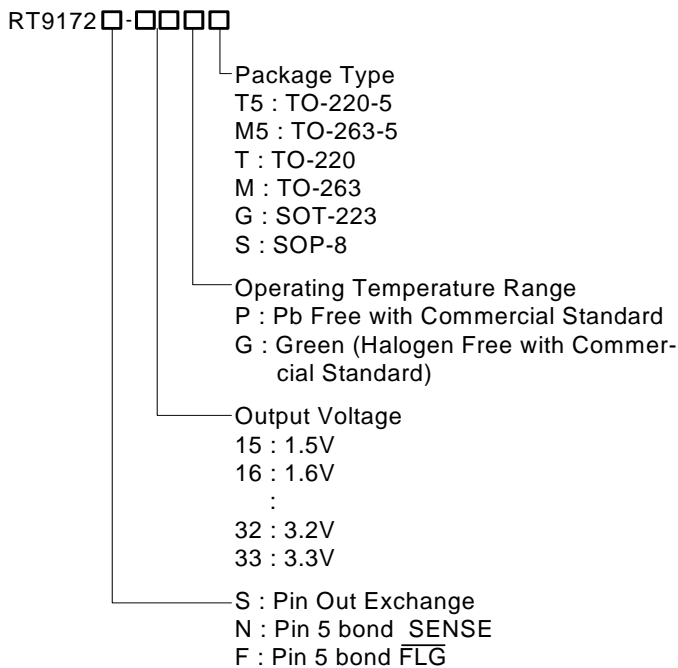 RT9172□-□□□□
Package Type
T5 : TO-220-5
M5 : TO-263-5
T : TO-220
M : TO-263
G : SOT-223
S : SOP-8
Operating Temperature Range
P : Pb Free with Commercial Standard
G : Green (Halogen Free with Commer-
cial Standard)
Output Voltage
15 : 1.5V
16 : 1.6V
:
32 : 3.2V
33 : 3.3V
S : Pin Out Exchange
N : Pin 5 bond SENSE
F : Pin 5 bond F̅L̅G̅